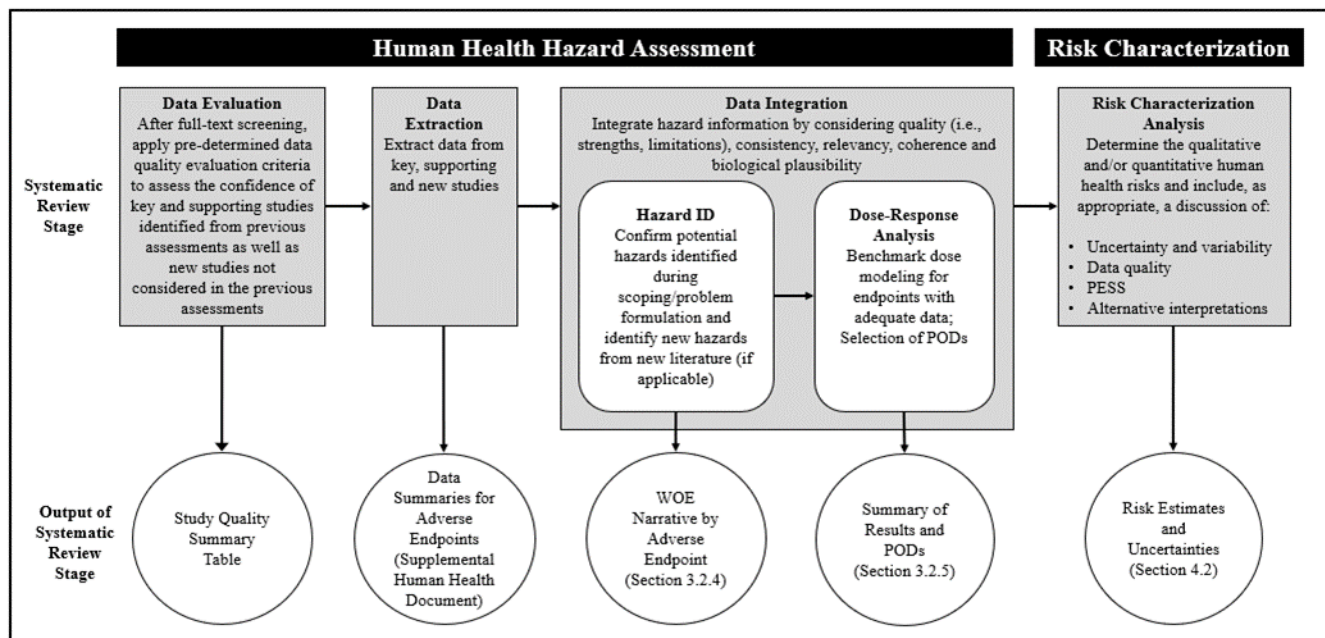 Human Health Hazard Assessment
Risk Characterization
Systematic
Review
Stage
Data Evaluation
After full-text screening,
apply pre-determined data
quality evaluation criteria
to assess the confidence of
key and supporting studies
identified from previous
assessments as well as
new studies not
considered in the previous
assessments
Data
Extraction
Extract data from
key, supporting
and new studies
Data Integration
Integrate hazard information by considering quality (i.e.,
strengths, limitations), consistency, relevancy, coherence and
biological plausibility
Hazard ID
Confirm potential
hazards identified
during
scoping/problem
formulation and
identify new hazards
from new literature (if
applicable)
Dose-Response
Analysis
Benchmark dose
modeling for
endpoints with
adequate data;
Selection of PODs
Risk Characterization
Analysis
Determine the qualitative
and/or quantitative human
health risks and include, as
appropriate, a discussion of:
• Uncertainty and variability
• Data quality
• PESS
• Alternative interpretations
Output of
Systematic
Review
Stage
Study Quality
Summary
Table
Data
Summaries for
Adverse
Endpoints
(Supplemental
Human Health
Document)
WOE
Narrative by
Adverse
Endpoint
(Section 3.2.4)
Summary of
Results and
PODs
(Section 3.2.5)
Risk Estimates
and
Uncertainties
(Section 4.2)